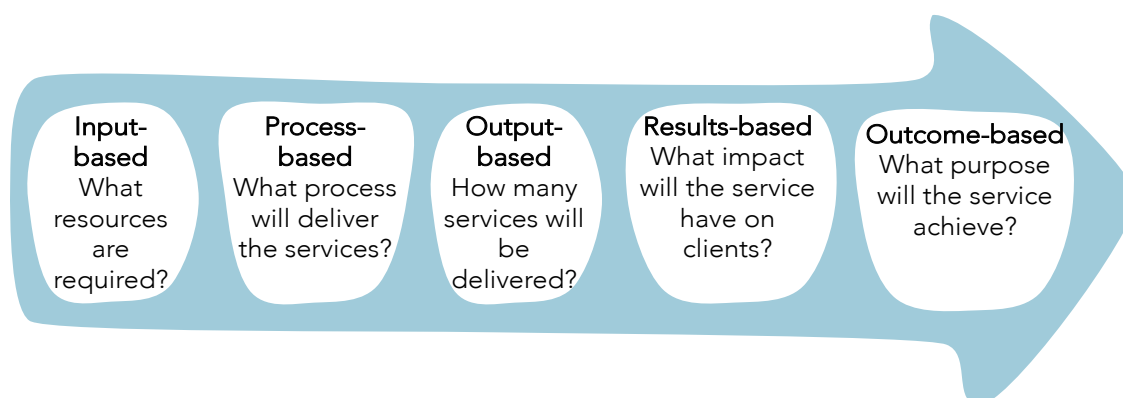 Input-
based
What
resources
are
required?
Process-
based
What process
will deliver
the services?
Output-
based
How many
services will
be
delivered?
Results-based
What impact
will the service
have on
clients?
Outcome-based
What purpose
will the service
achieve?